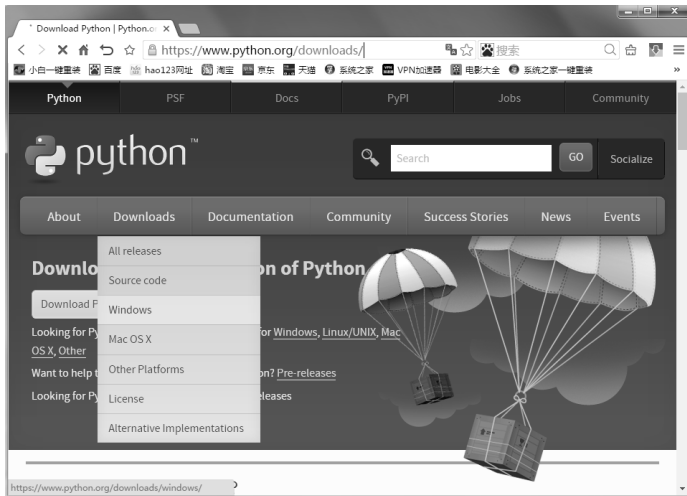 Download Python | Python.o
https://www.python.org/downloads/
搜索
小白一键重装 百度 hao123网址 淘宝 京东 天猫 系统之家 VPN加速器 电影大全 系统之家一键重装 »
Python PSF Docs PyPI Jobs Community
python™
Search GO Socialize
About Downloads Documentation Community Success Stories News Events
All releases
Downlo on of Python
Source code
Download P
Windows
Looking for Py for Windows, Linux/UNIX, Mac
Mac OS X
OS X, Other
Other Platforms
Want to help t on? Pre-releases
License
Looking for Py eleases
Alternative Implementations
https://www.python.org/downloads/windows/